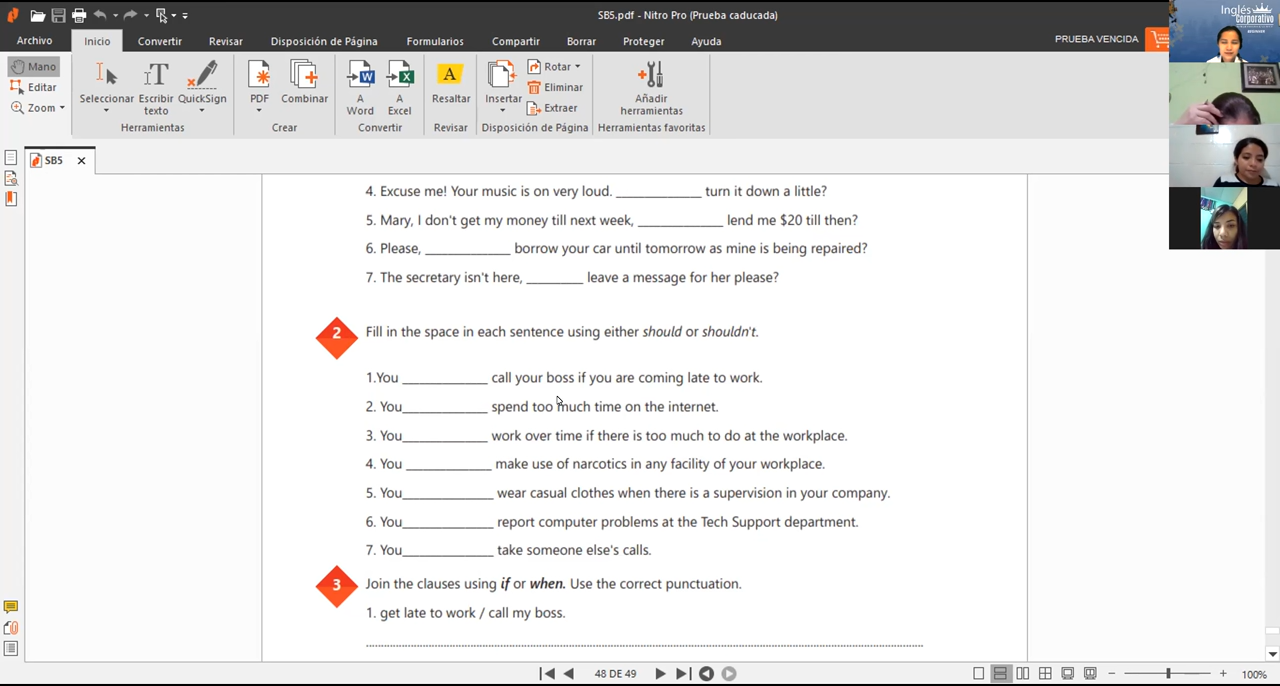 SB5.pdf - Nitro Pro (Prueba caducada)
Archivo Inicio Convertir Revisar Disposición de Página Formularios Compartir Borrar Proteger Ayuda PRUEBA VENCIDA
Mano
Editar
Zoom
Seleccionar
Escribir texto
QuickSign
Herramientas
PDF
Combinar
Crear
A Word
A Excel
Convertir
Resaltar
Revisar
Insertar
Rotar
Eliminar
Extraer
Disposición de Página
Añadir herramientas
Herramientas favoritas
Inglés
Corporativo
BEGINNER
SB5
4. Excuse me! Your music is on very loud. ____________ turn it down a little?
5. Mary, I don't get my money till next week, ____________ lend me $20 till then?
6. Please, ____________ borrow your car until tomorrow as mine is being repaired?
7. The secretary isn't here, ________ leave a message for her please?
2 Fill in the space in each sentence using either should or shouldn't.
1.You ____________ call your boss if you are coming late to work.
2. You____________ spend too much time on the internet.
3. You____________ work over time if there is too much to do at the workplace.
4. You ____________ make use of narcotics in any facility of your workplace.
5. You_____________ wear casual clothes when there is a supervision in your company.
6. You_____________ report computer problems at the Tech Support department.
7. You_____________ take someone else's calls.
3 Join the clauses using if or when. Use the correct punctuation.
1. get late to work / call my boss.
48 DE 49
100%